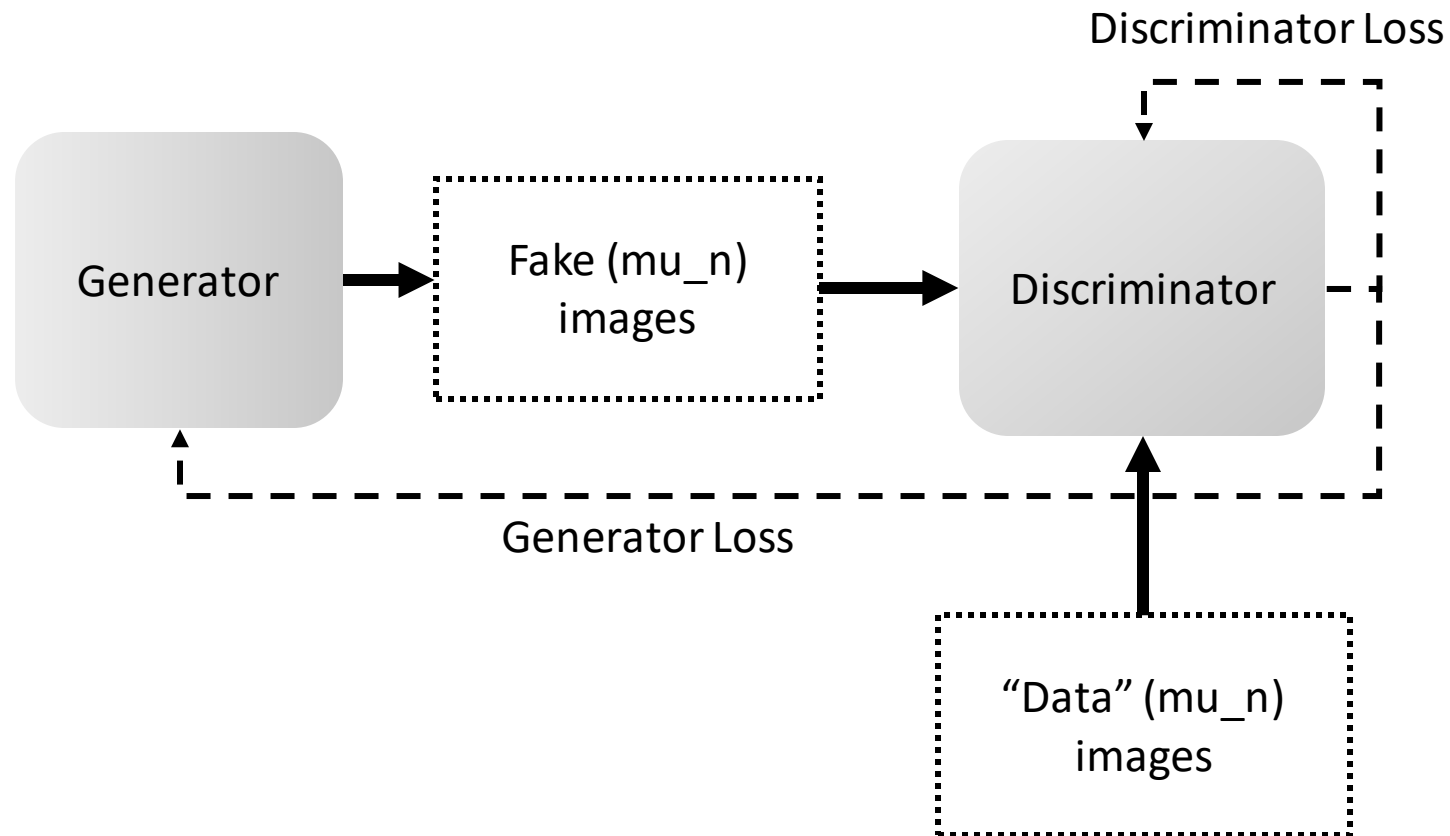 Discriminator Loss
Generator
Fake (mu_n)
images
Discriminator
Generator Loss
“Data” (mu_n)
images